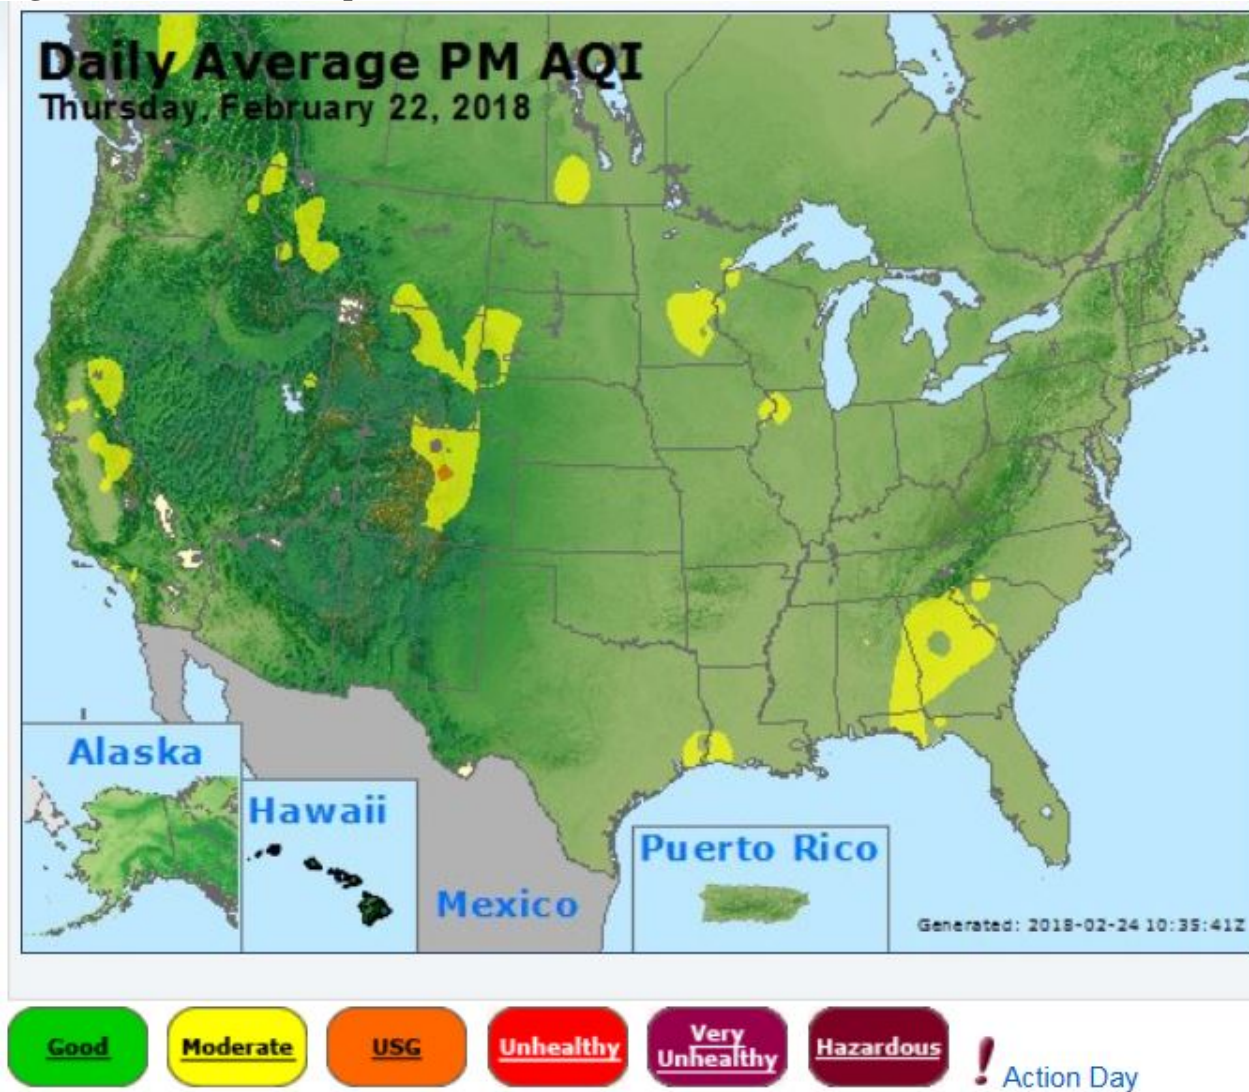 Daily Average PM AQI
Thursday, February 22, 2018
Alaska
Hawaii
Mexico
Puerto Rico
Generated: 2018-02-24 10:35:41Z
Good
Moderate
USG
Unhealthy
Very
Unhealthy
Hazardous
! Action Day